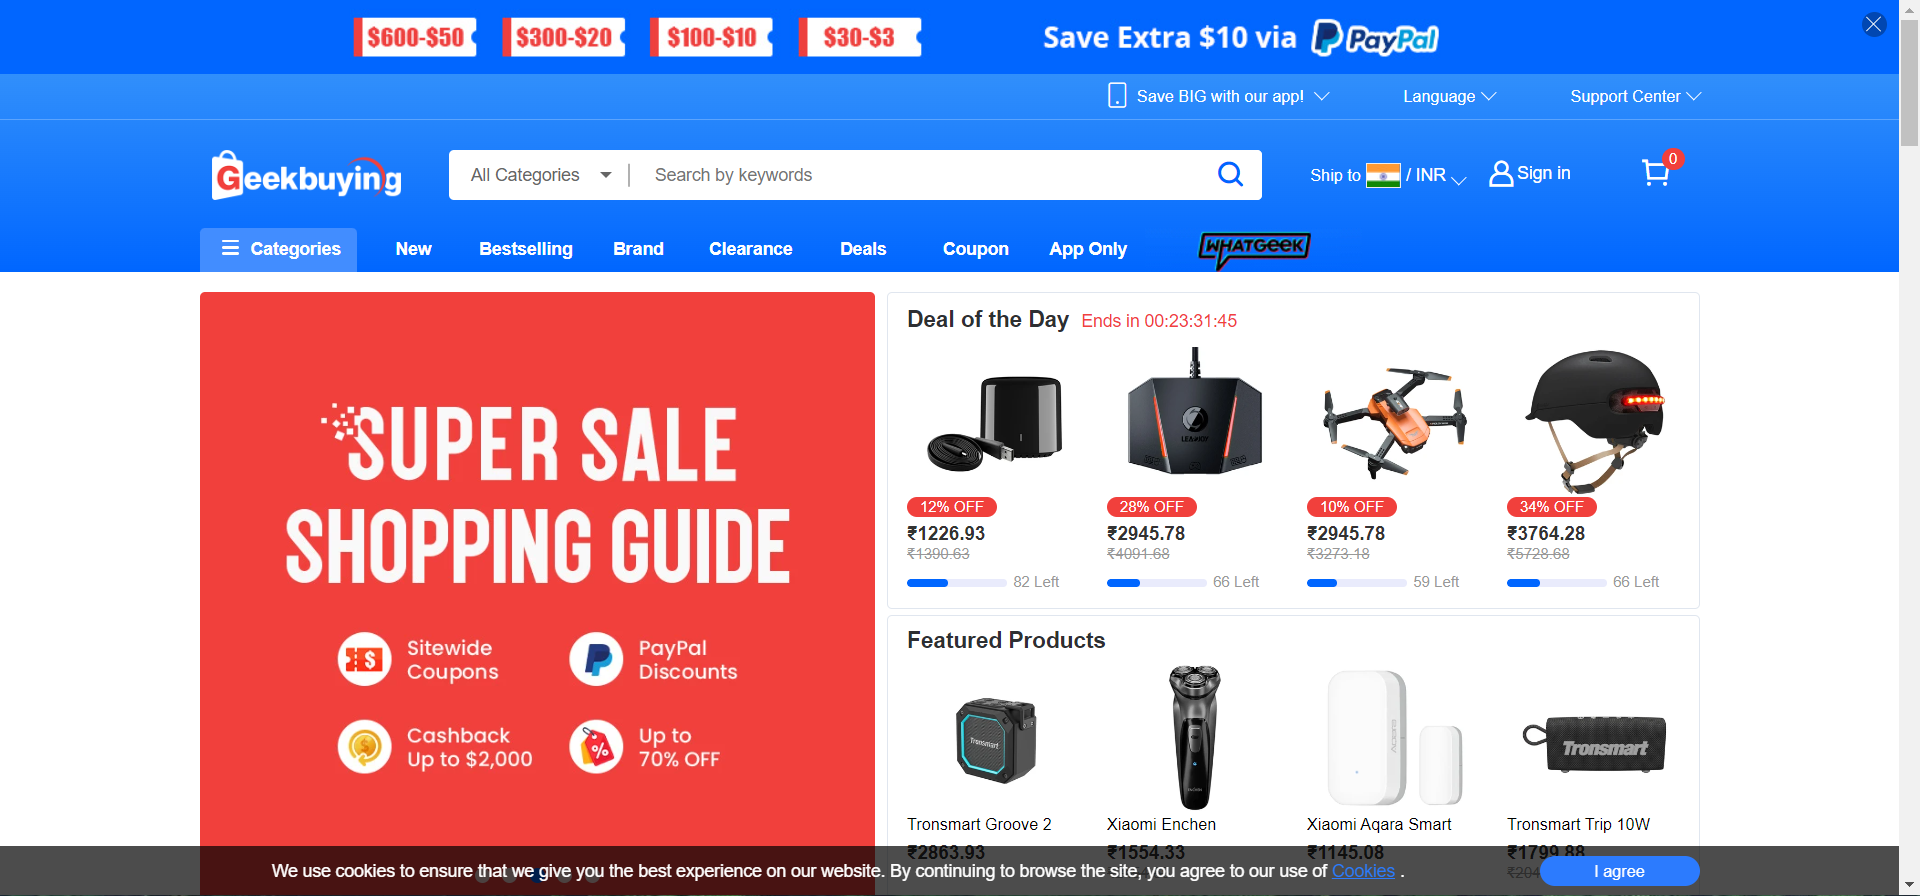 $600-$50 $300-$20 $100-$10 $30-$3 Save Extra $10 via PayPal
Save BIG with our app! Language Support Center
Geekbuying All Categories Search by keywords Ship to / INR Sign in 0
Categories New Bestselling Brand Clearance Deals Coupon App Only WHATGEEK
SUPER SALE
SHOPPING GUIDE
Sitewide
Coupons
PayPal
Discounts
Cashback
Up to $2,000
Up to
70% OFF
Deal of the Day Ends in 00:23:31:45
LEADJOY
12% OFF 28% OFF 10% OFF 34% OFF
₹1226.93 ₹2945.78 ₹2945.78 ₹3764.28
₹1390.63 ₹4091.68 ₹3273.18 ₹5728.68
82 Left 66 Left 59 Left 66 Left
Featured Products
Tronsmart Aqara Tronsmart
Tronsmart Groove 2 Xiaomi Enchen Xiaomi Aqara Smart Tronsmart Trip 10W
₹2863.93 ₹1554.33 ₹1145.08 ₹1799.88
We use cookies to ensure that we give you the best experience on our website. By continuing to browse the site, you agree to our use of Cookies . I agree